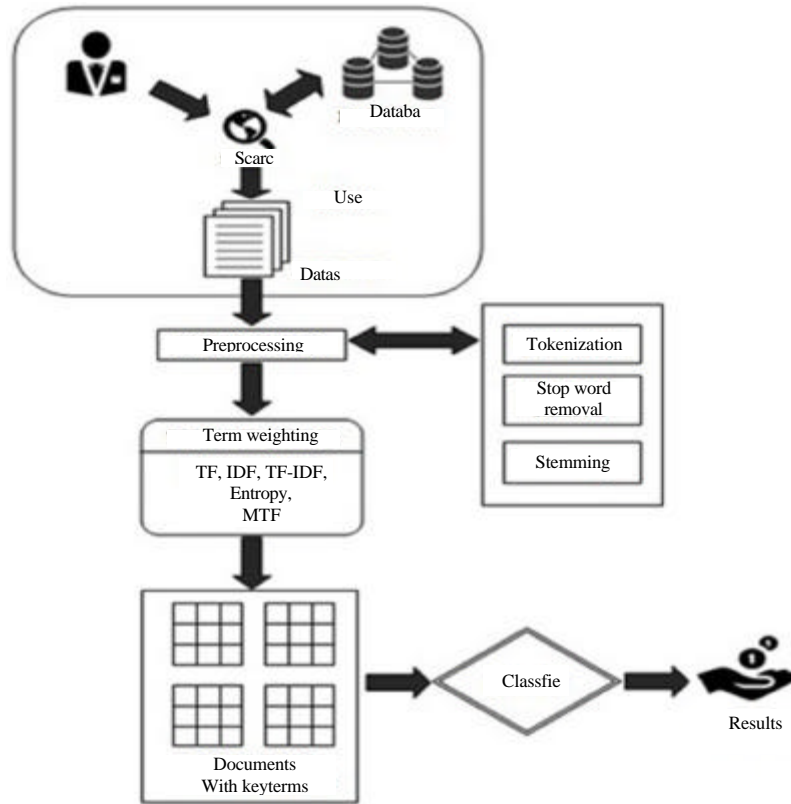 Databa
Scarc
Use
Datas
Preprocessing
Tokenization
Stop word
removal
Stemming
Term weighting
TF, IDF, TF-IDF,
Entropy,
MTF
Classfie
Results
Documents
With keyterms